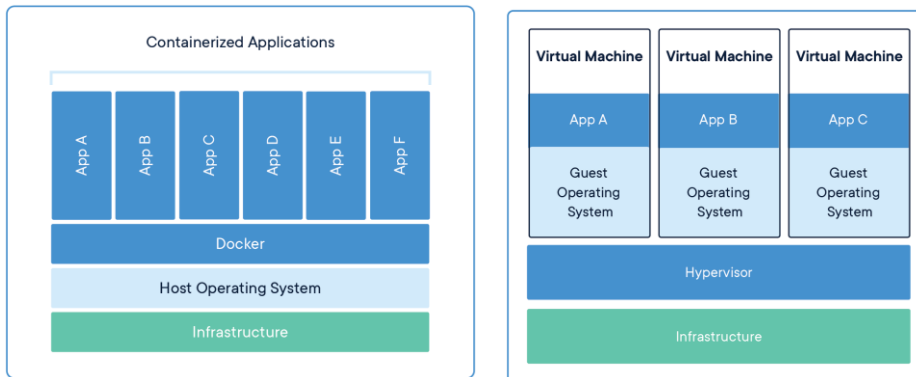 Containerized Applications
App A
App B
App C
App D
App E
App F
Docker
Host Operating System
Infrastructure
Virtual Machine
App A
Guest
Operating
System
Virtual Machine
App B
Guest
Operating
System
Virtual Machine
App C
Guest
Operating
System
Hypervisor
Infrastructure